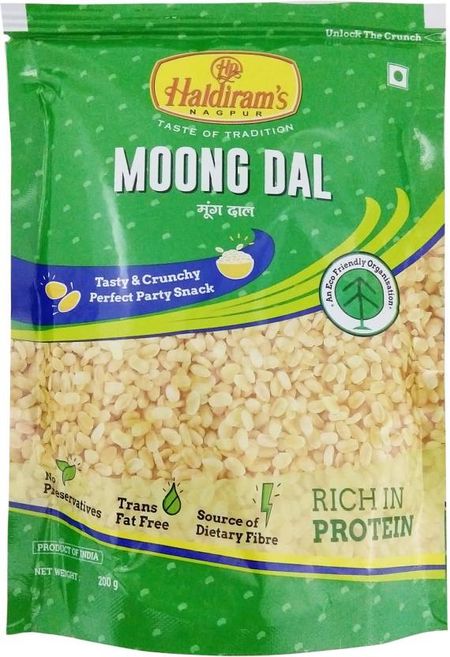 Unlock The Crunch
HR
Haldiram's
NAGPUR
TASTE OF TRADITION
MOONG DAL
मूंग दाल
Tasty & Crunchy
Perfect Party Snack
An Eco Friendly Organisation
No
Preservatives
Trans
Fat Free
Source of
Dietary Fibre
RICH IN
PROTEIN
PRODUCT OF INDIA
NET WEIGHT: 200 g